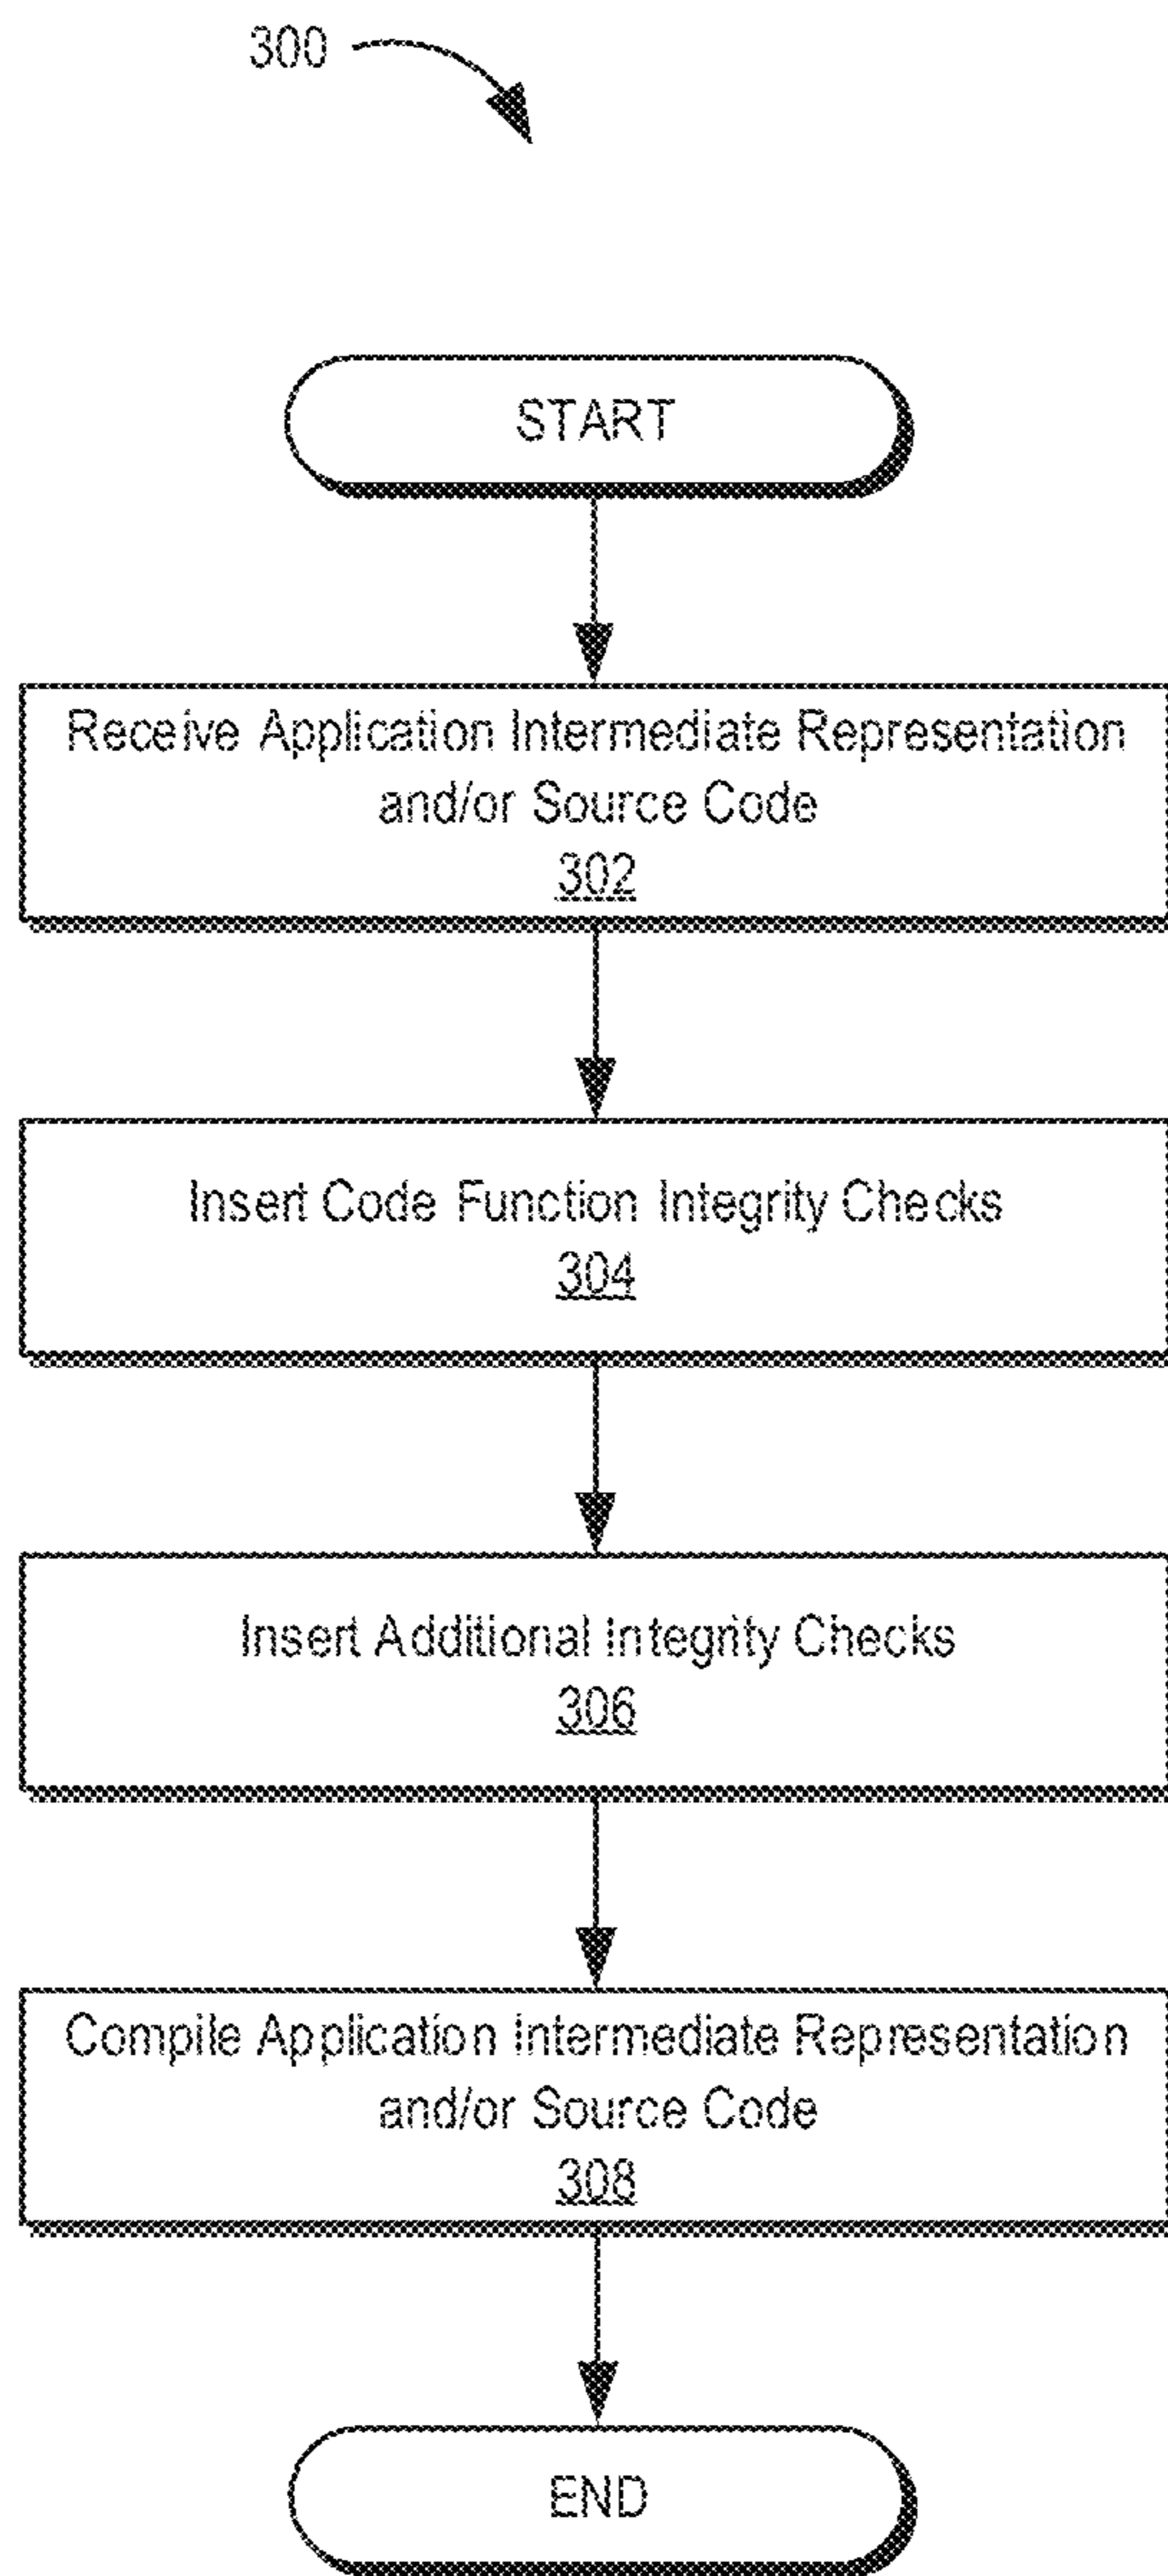 300
START
Receive Application Intermediate Representation
and/or Source Code
302
Insert Code Function Integrity Checks
304
Insert Additional Integrity Checks
306
Compile Application Intermediate Representation
and/or Source Code
308
END